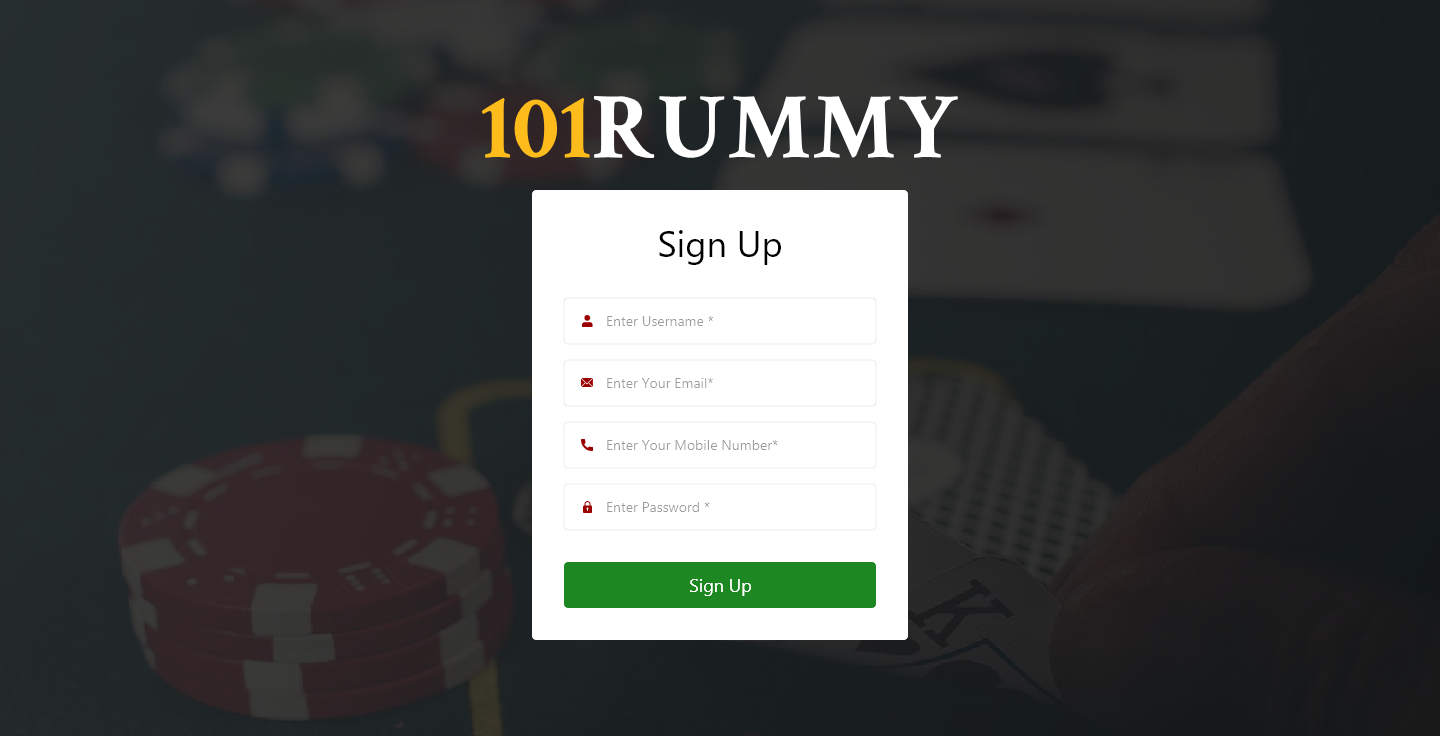 101RUMMY
Sign Up
Enter Username *
Enter Your Email*
Enter Your Mobile Number*
Enter Password *
Sign Up
K